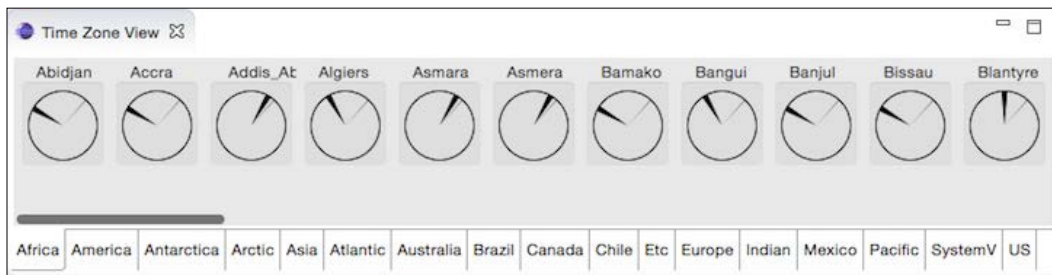 Time Zone View
Abidjan Accra Addis_Ab Algiers Asmara Asmera Bamako Bangui Banjul Bissau Blantyre
Africa America Antarctica Arctic Asia Atlantic Australia Brazil Canada Chile Etc Europe Indian Mexico Pacific SystemV US